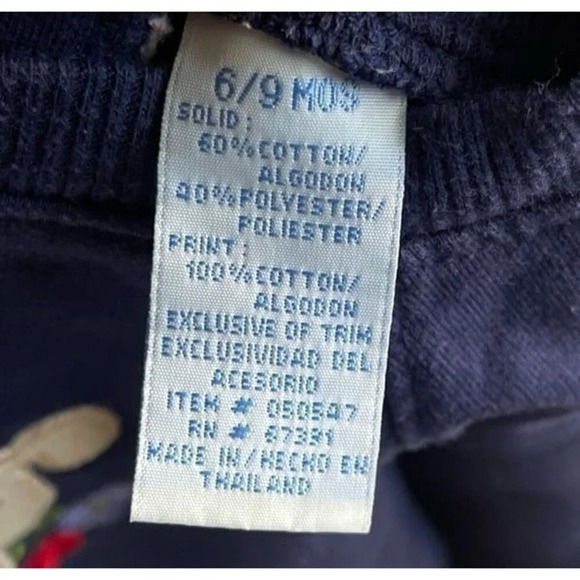 6/9 MOS
SOLID:
60% COTTON/
ALGODON
40% POLYESTER/
POLIESTER
PRINT:
100% COTTON/
ALGODON
EXCLUSIVE OF TRIM
EXCLUSIVIDAD DEL
ACESORIO
ITEM # 050547
RN # 67391
MADE IN/HECHO EN
THAILAND